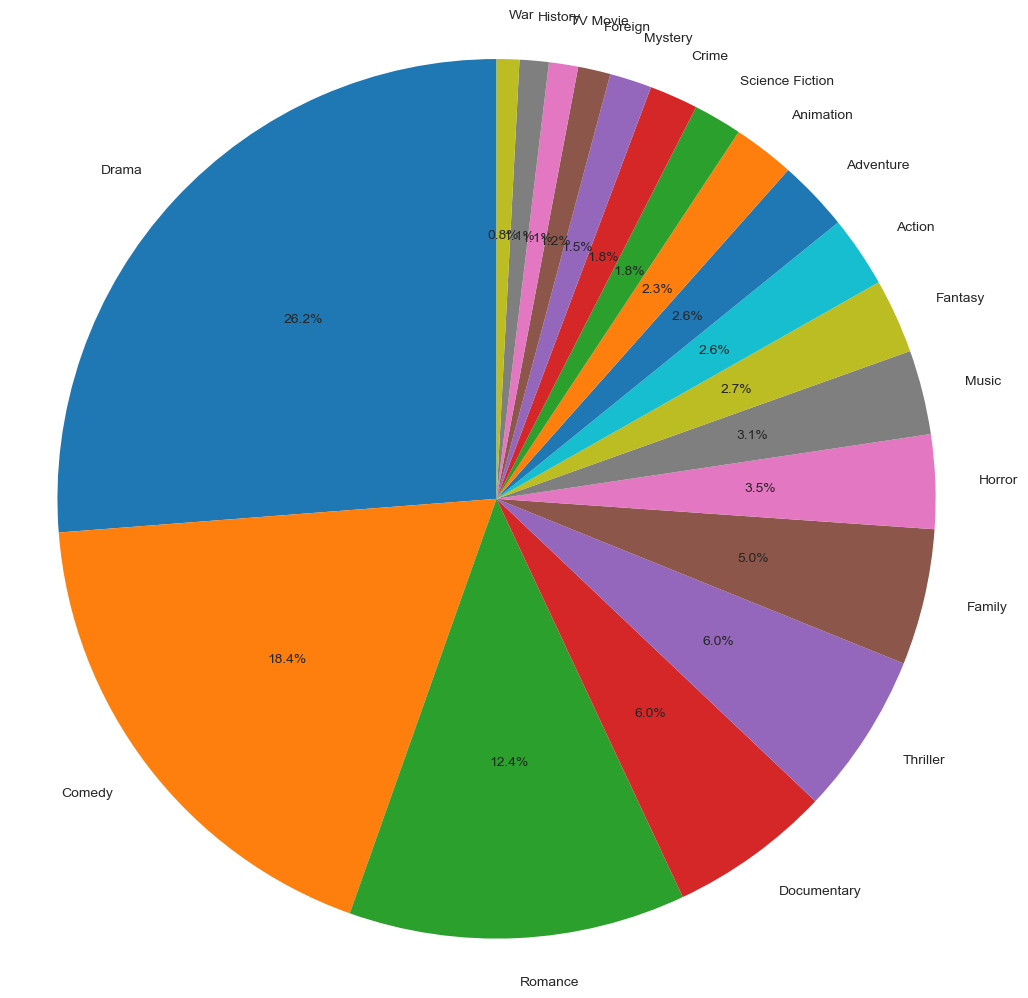 War
History
TV Movie
Foreign
Mystery
Crime
Science Fiction
Animation
Adventure
Action
Fantasy
Music
Horror
Family
Thriller
Documentary
Romance
Comedy
Drama
0.8%
1.1%
1.1%
1.2%
1.5%
1.8%
1.8%
2.3%
2.6%
2.6%
2.7%
3.1%
3.5%
5.0%
6.0%
6.0%
12.4%
18.4%
26.2%